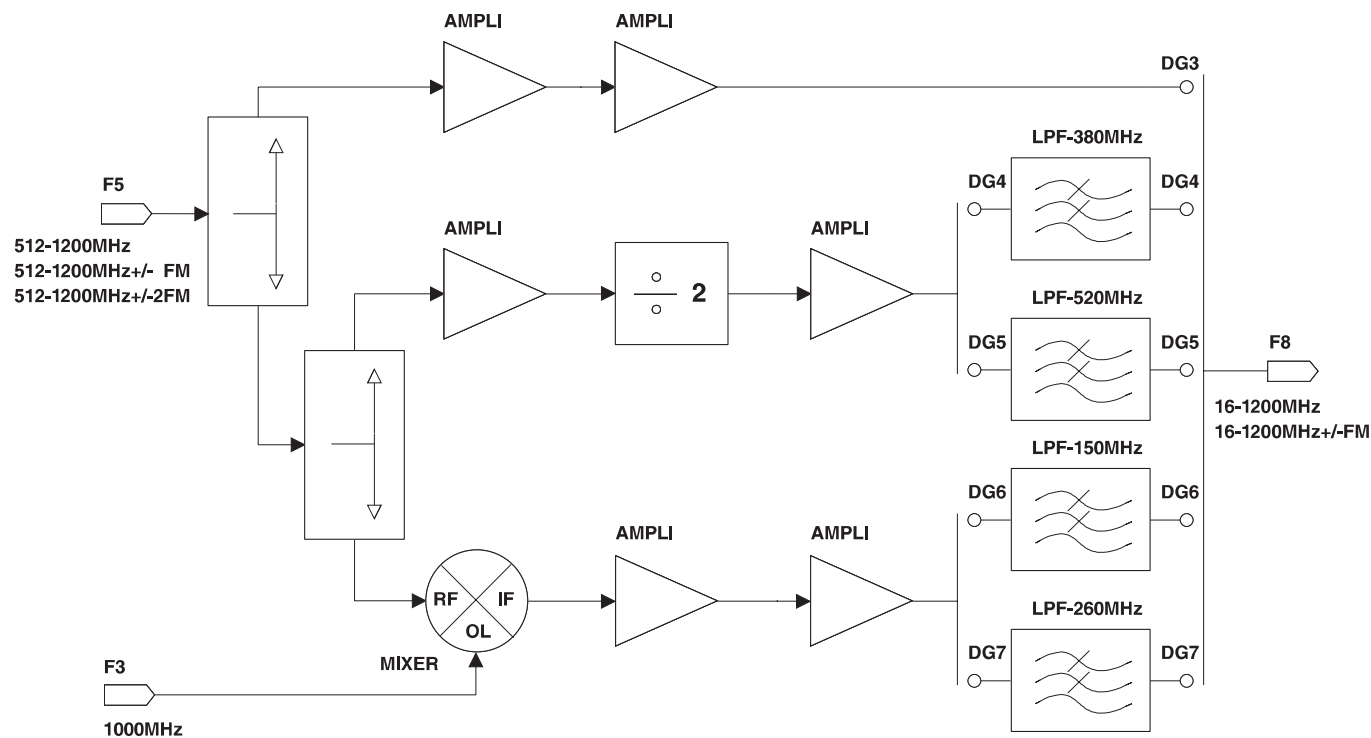 AMPLI
AMPLI
DG3
LPF-380MHz
F5
DG4
DG4
512-1200MHz
512-1200MHz+/- FM
512-1200MHz+/-2FM
AMPLI
2
AMPLI
LPF-520MHz
DG5
DG5
F8
16-1200MHz
16-1200MHz+/-FM
LPF-150MHz
DG6
DG6
AMPLI
AMPLI
RF
IF
OL
LPF-260MHz
MIXER
DG7
DG7
F3
1000MHz